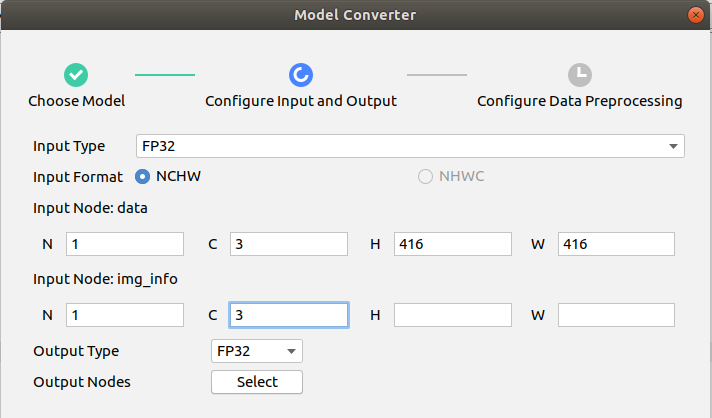 Model Converter
Choose Model Configure Input and Output Configure Data Preprocessing
Input Type FP32
Input Format NCHW NHWC
Input Node: data
N 1 C 3 H 416 W 416
Input Node: img_info
N 1 C 3 H W
Output Type FP32
Output Nodes Select